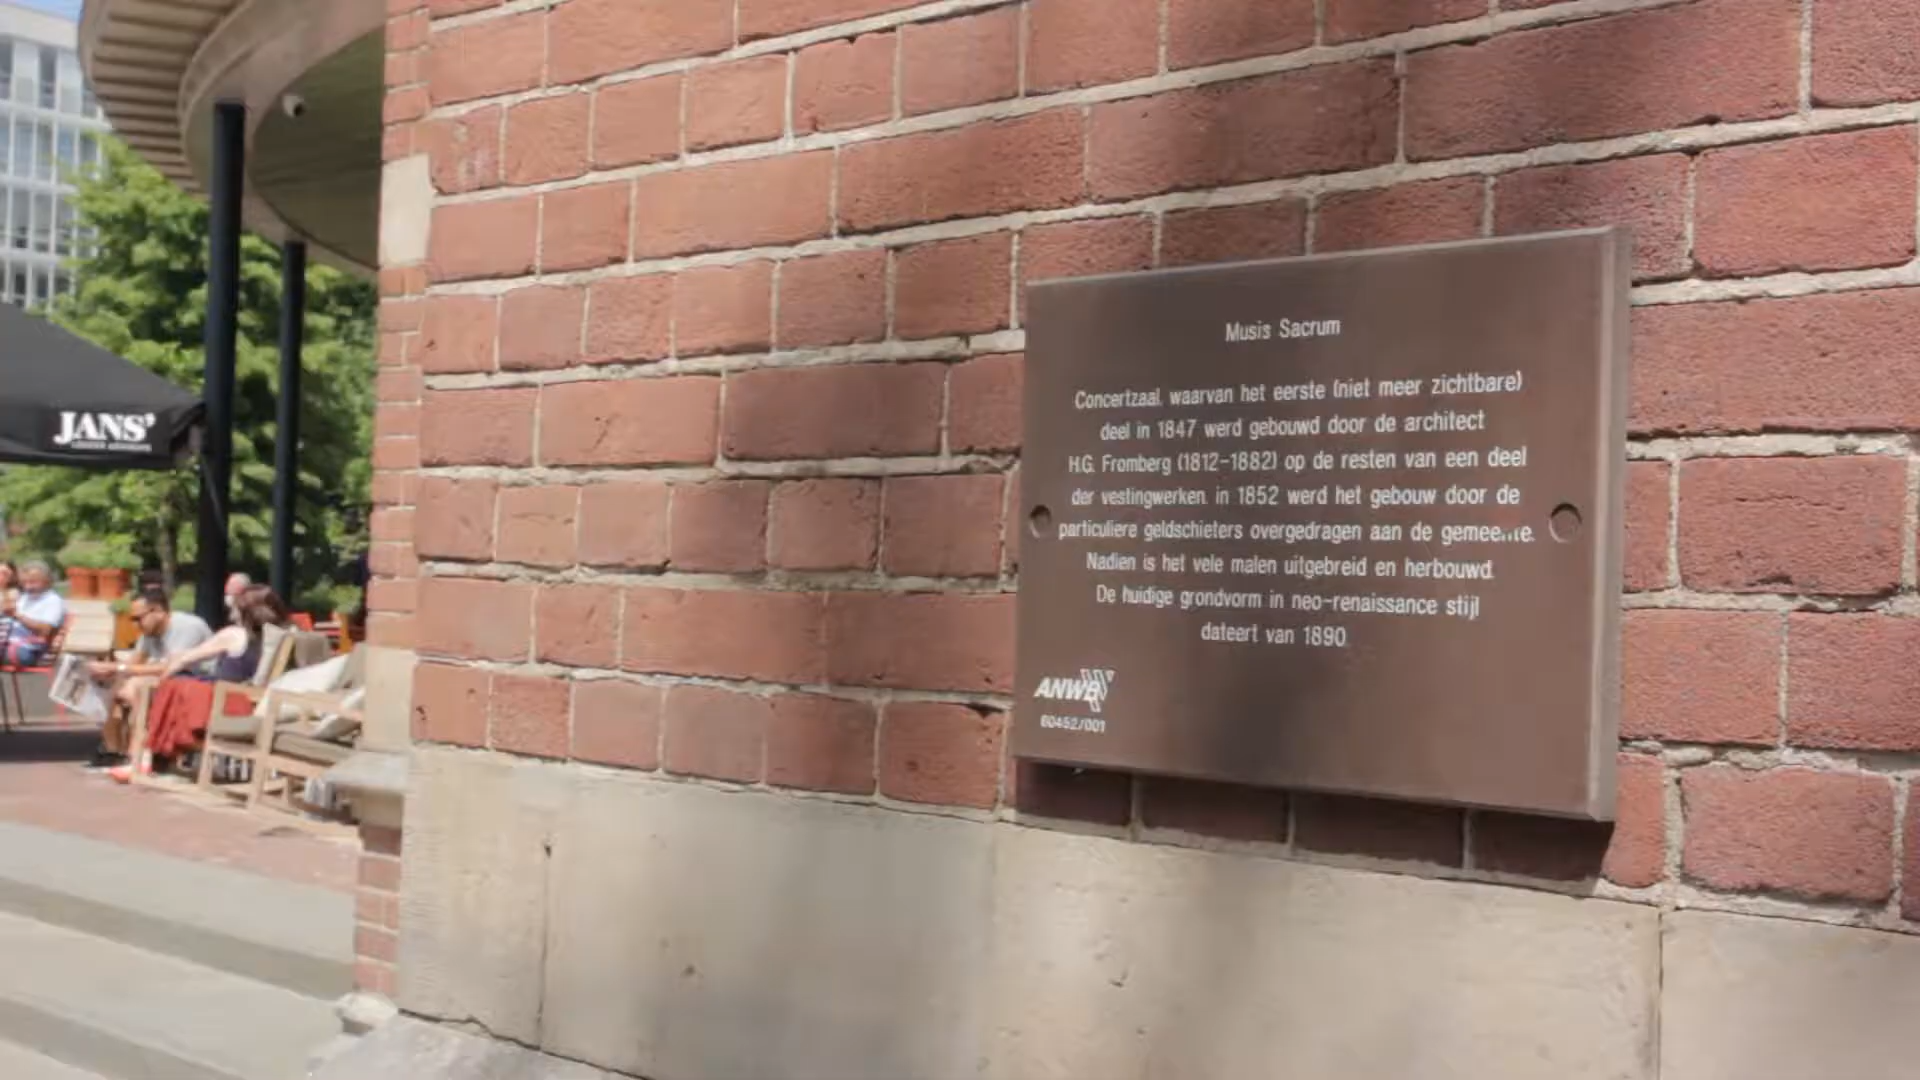 JANS'
Musis Sacrum
Concertzaal, waarvan het eerste (niet meer zichtbare)
deel in 1847 werd gebouwd door de architect
H.G. Fromberg (1812-1882) op de resten van een deel
der vestingwerken. in 1852 werd het gebouw door de
particuliere geldschieters overgedragen aan de gemeente.
Nadien is het vele malen uitgebreid en herbouwd.
De huidige grondvorm in neo-renaissance stijl
dateert van 1890.
ANWB
60452/001